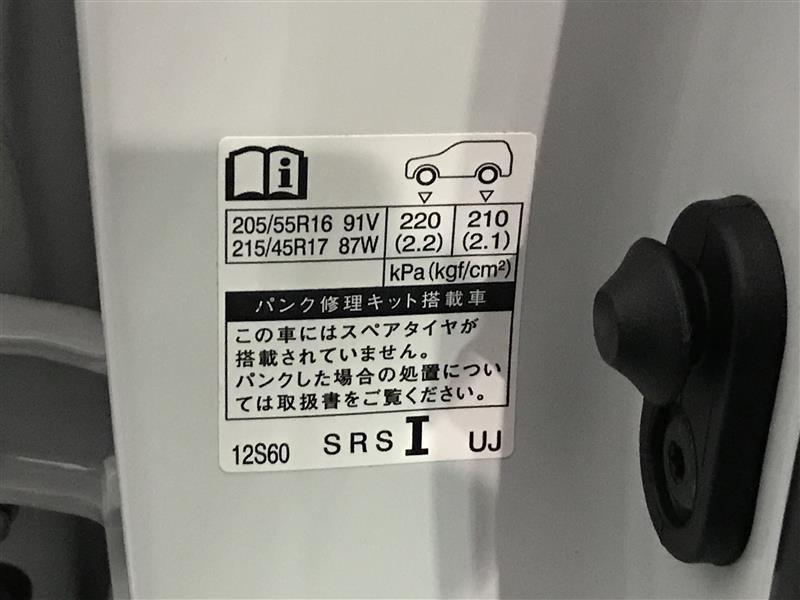 i
205/55R16 91V 220 210
215/45R17 87W (2.2) (2.1)
kPa(kgf/cm²)
パンク修理キット搭載車
この車にはスペアタイヤが
搭載されていません。
パンクした場合の処置につい
ては取扱書をご覧ください。
12S60 SRS I UJ